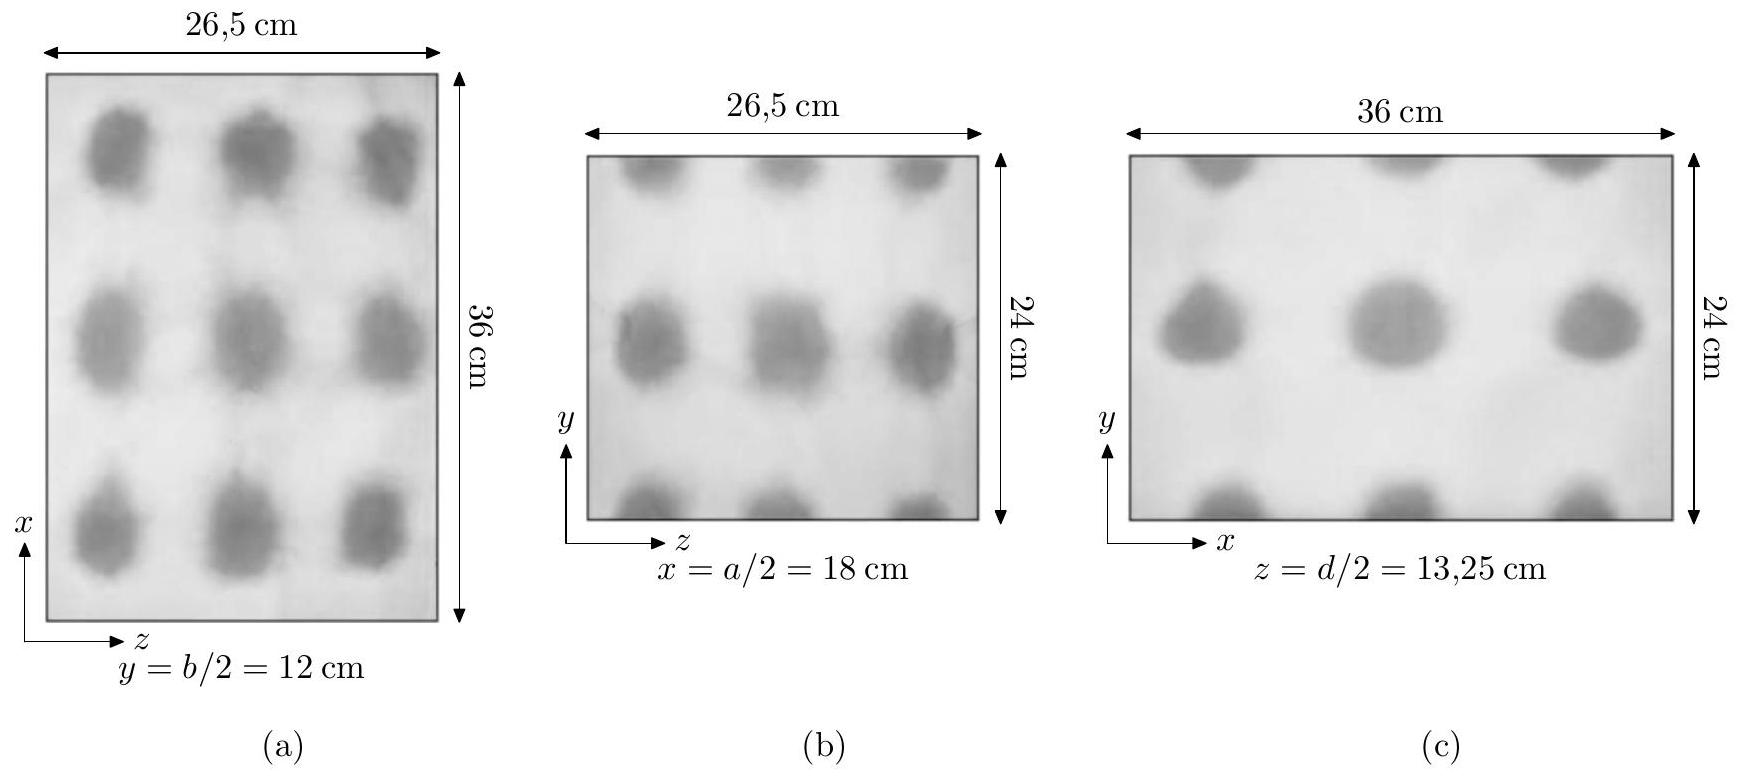 26,5 cm
36 cm
x
z
y = b/2 = 12 cm
(a)
26,5 cm
24 cm
y
z
x = a/2 = 18 cm
(b)
36 cm
24 cm
y
x
z = d/2 = 13,25 cm
(c)